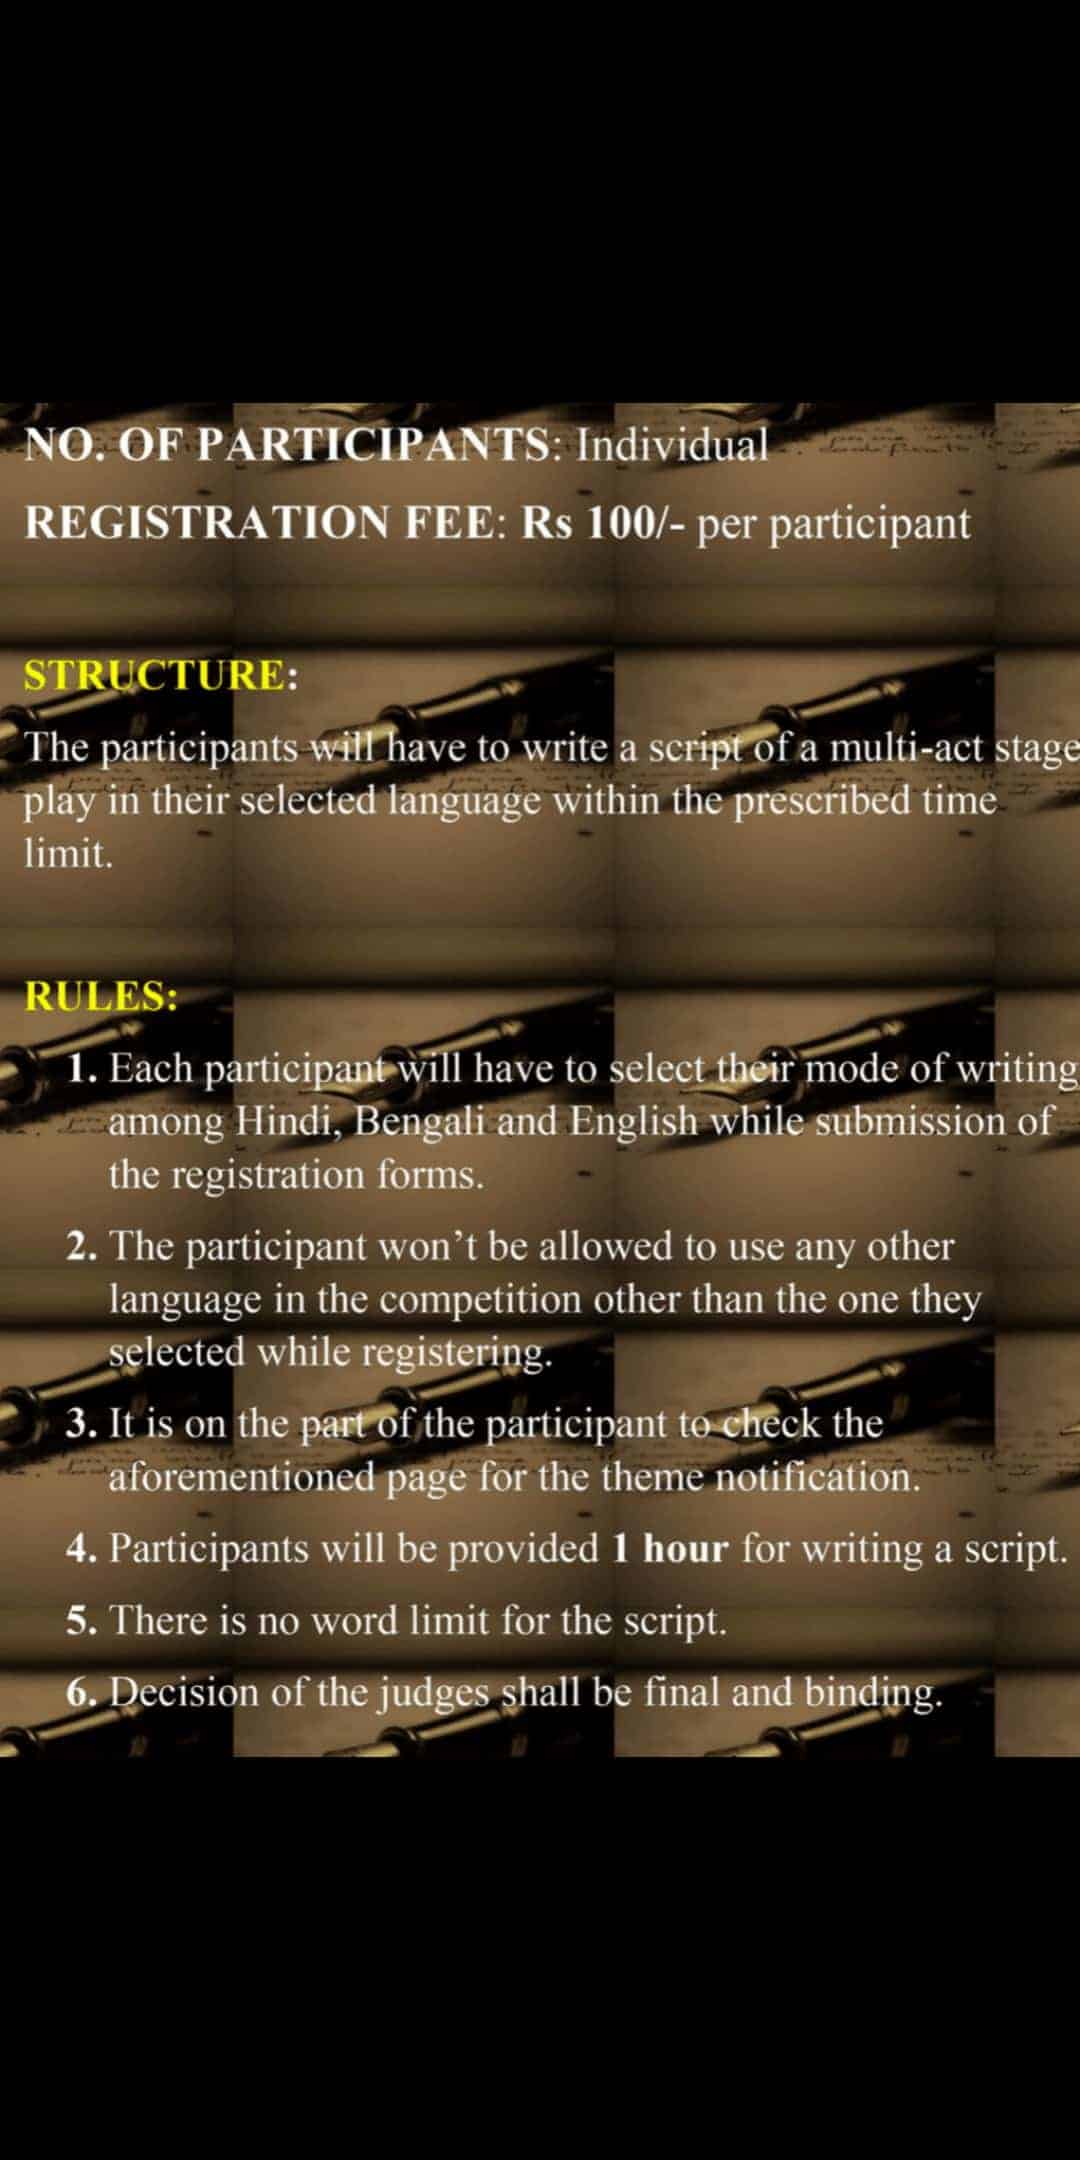 NO. OF PARTICIPANTS: Individual
REGISTRATION FEE: Rs 100/- per participant
STRUCTURE:
The participants will have to write a script of a multi-act stage
play in their selected language within the prescribed time
limit.
RULES:
1. Each participant will have to select their mode of writing
among Hindi, Bengali and English while submission of
the registration forms.
2. The participant won't be allowed to use any other
language in the competition other than the one they
selected while registering.
3. It is on the part of the participant to check the
aforementioned page for the theme notification.
4. Participants will be provided 1 hour for writing a script.
5. There is no word limit for the script.
6. Decision of the judges shall be final and binding.